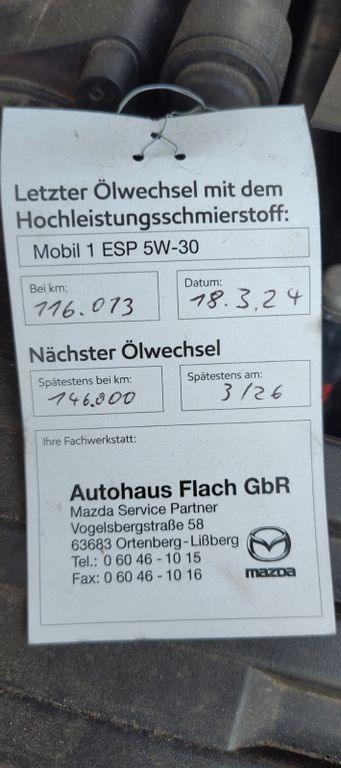 Letzter Ölwechsel mit dem
Hochleistungsschmierstoff:
Mobil 1 ESP 5W-30
Bei km:
116.013
Datum:
18.3.24
Nächster Ölwechsel
Spätestens bei km:
146.000
Spätestens am:
3/26
Ihre Fachwerkstatt:
Autohaus Flach GbR
Mazda Service Partner
Vogelsbergstraße 58
63683 Ortenberg-Lißberg
Tel.: 0 60 46 - 10 15
Fax: 0 60 46 - 10 16
mazda